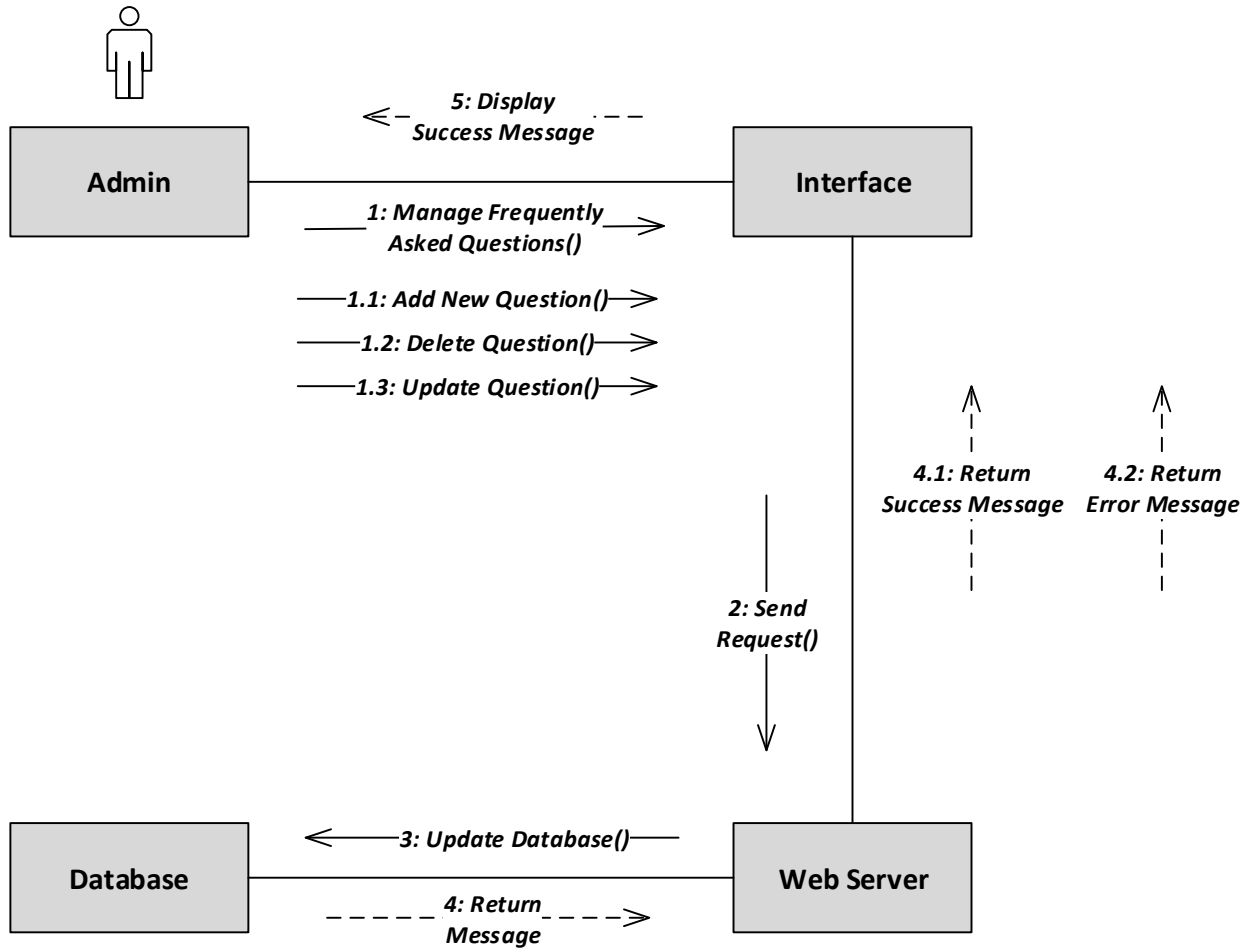 5: Display
Success Message
Admin
Interface
1: Manage Frequently
Asked Questions()
1.1: Add New Question()
1.2: Delete Question()
1.3: Update Question()
4.1: Return
Success Message
4.2: Return
Error Message
2: Send
Request()
3: Update Database()
Database
Web Server
4: Return
Message